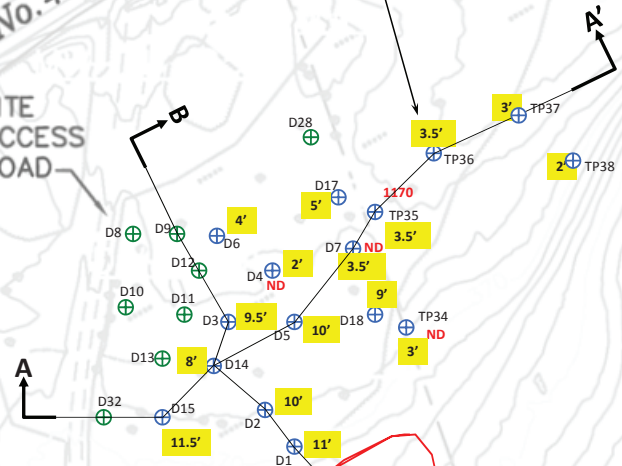 No.4
A'
ITE
CCESS
OAD
B
D28
3.5'
3'
TP37
TP36
2'
TP38
D17
1170
5'
TP35
3.5'
4'
D8
D9
D6
D7
ND
3.5'
D12
D4
2'
ND
9'
D10
D11
D3
9.5'
D5
10'
D18
TP34
ND
3'
D13
8'
D14
A
D32
D15
10'
D2
11.5'
11'
D1